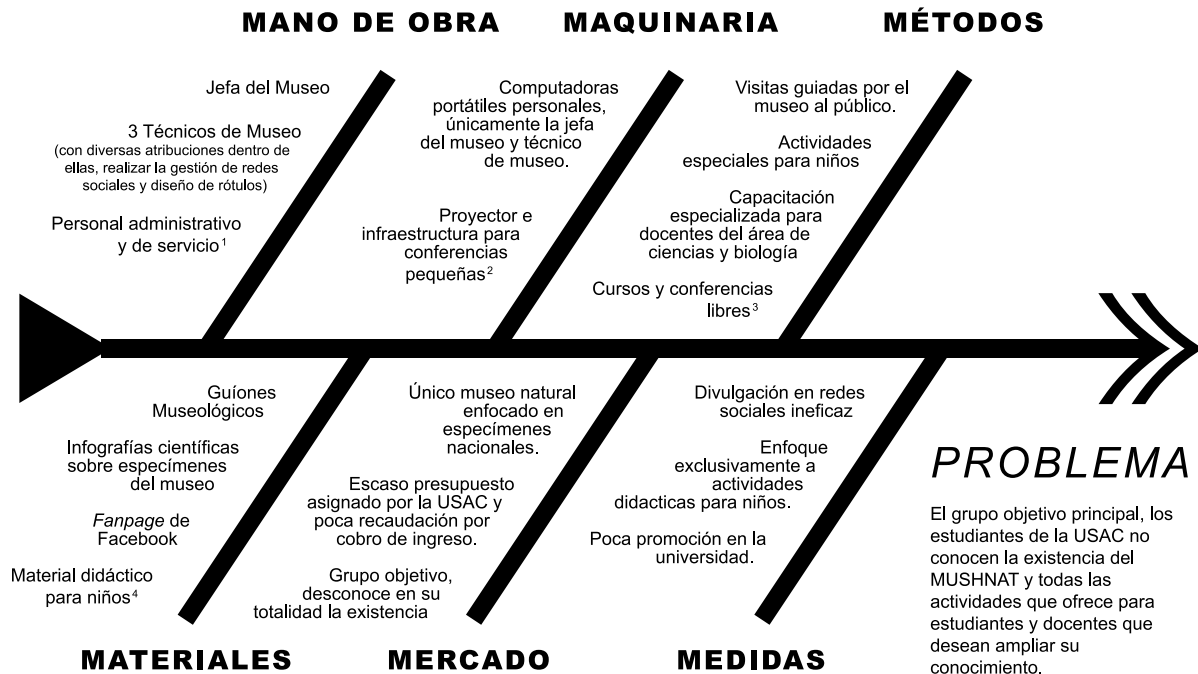 MANO DE OBRA
Jefa del Museo
3 Técnicos de Museo
(con diversas atribuciones dentro de
ellas, realizar la gestión de redes
sociales y diseño de rótulos)
Personal administrativo
y de servicio¹
MAQUINARIA
Computadoras
portátiles personales,
únicamente la jefa
del museo y técnico
de museo.
Proyector e
infraestructura para
conferencias
pequeñas²
MÉTODOS
Visitas guiadas por el
museo al público.
Actividades
especiales para niños
Capacitación
especializada para
docentes del área de
ciencias y biología
Cursos y conferencias
libres³
Guíones
Museológicos
Infografías científicas
sobre especímenes
del museo
Fanpage de
Facebook
Material didáctico
para niños⁴
MATERIALES
Único museo natural
enfocado en
especímenes
nacionales.
Escaso presupuesto
asignado por la USAC y
poca recaudación por
cobro de ingreso.
Grupo objetivo,
desconoce en su
totalidad la existencia
MERCADO
Divulgación en redes
sociales ineficaz
Enfoque
exclusivamente a
actividades
didacticas para niños.
Poca promoción en la
universidad.
MEDIDAS
PROBLEMA
El grupo objetivo principal, los
estudiantes de la USAC no
conocen la existencia del
MUSHNAT y todas las
actividades que ofrece para
estudiantes y docentes que
desean ampliar su
conocimiento.